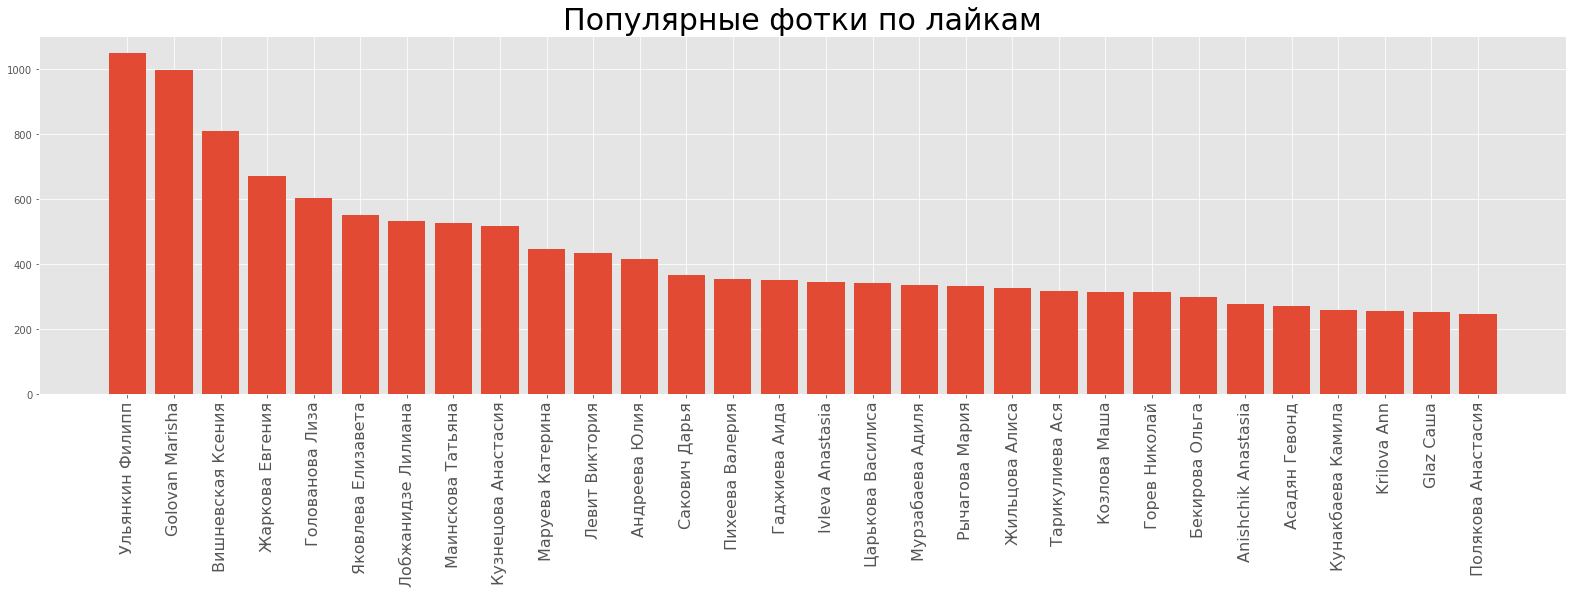 Популярные фотки по лайкам
1000
800
600
400
200
0
Ульянкин Филипп
Golovan Marisha
Вишневская Ксения
Жаркова Евгения
Голованова Лиза
Яковлева Елизавета
Лобжанидзе Лилиана
Маинскова Татьяна
Кузнецова Анастасия
Маруева Катерина
Левит Виктория
Андреева Юлия
Сакович Дарья
Пихеева Валерия
Гаджиева Аида
Ivleva Anastasia
Царькова Василиса
Мурзабаева Адиля
Рычагова Мария
Жильцова Алиса
Тарикулиева Ася
Козлова Маша
Горев Николай
Бекирова Ольга
Anishchik Anastasia
Асадян Гевонд
Кунакбаева Камила
Krilova Ann
Glaz Саша
Полякова Анастасия